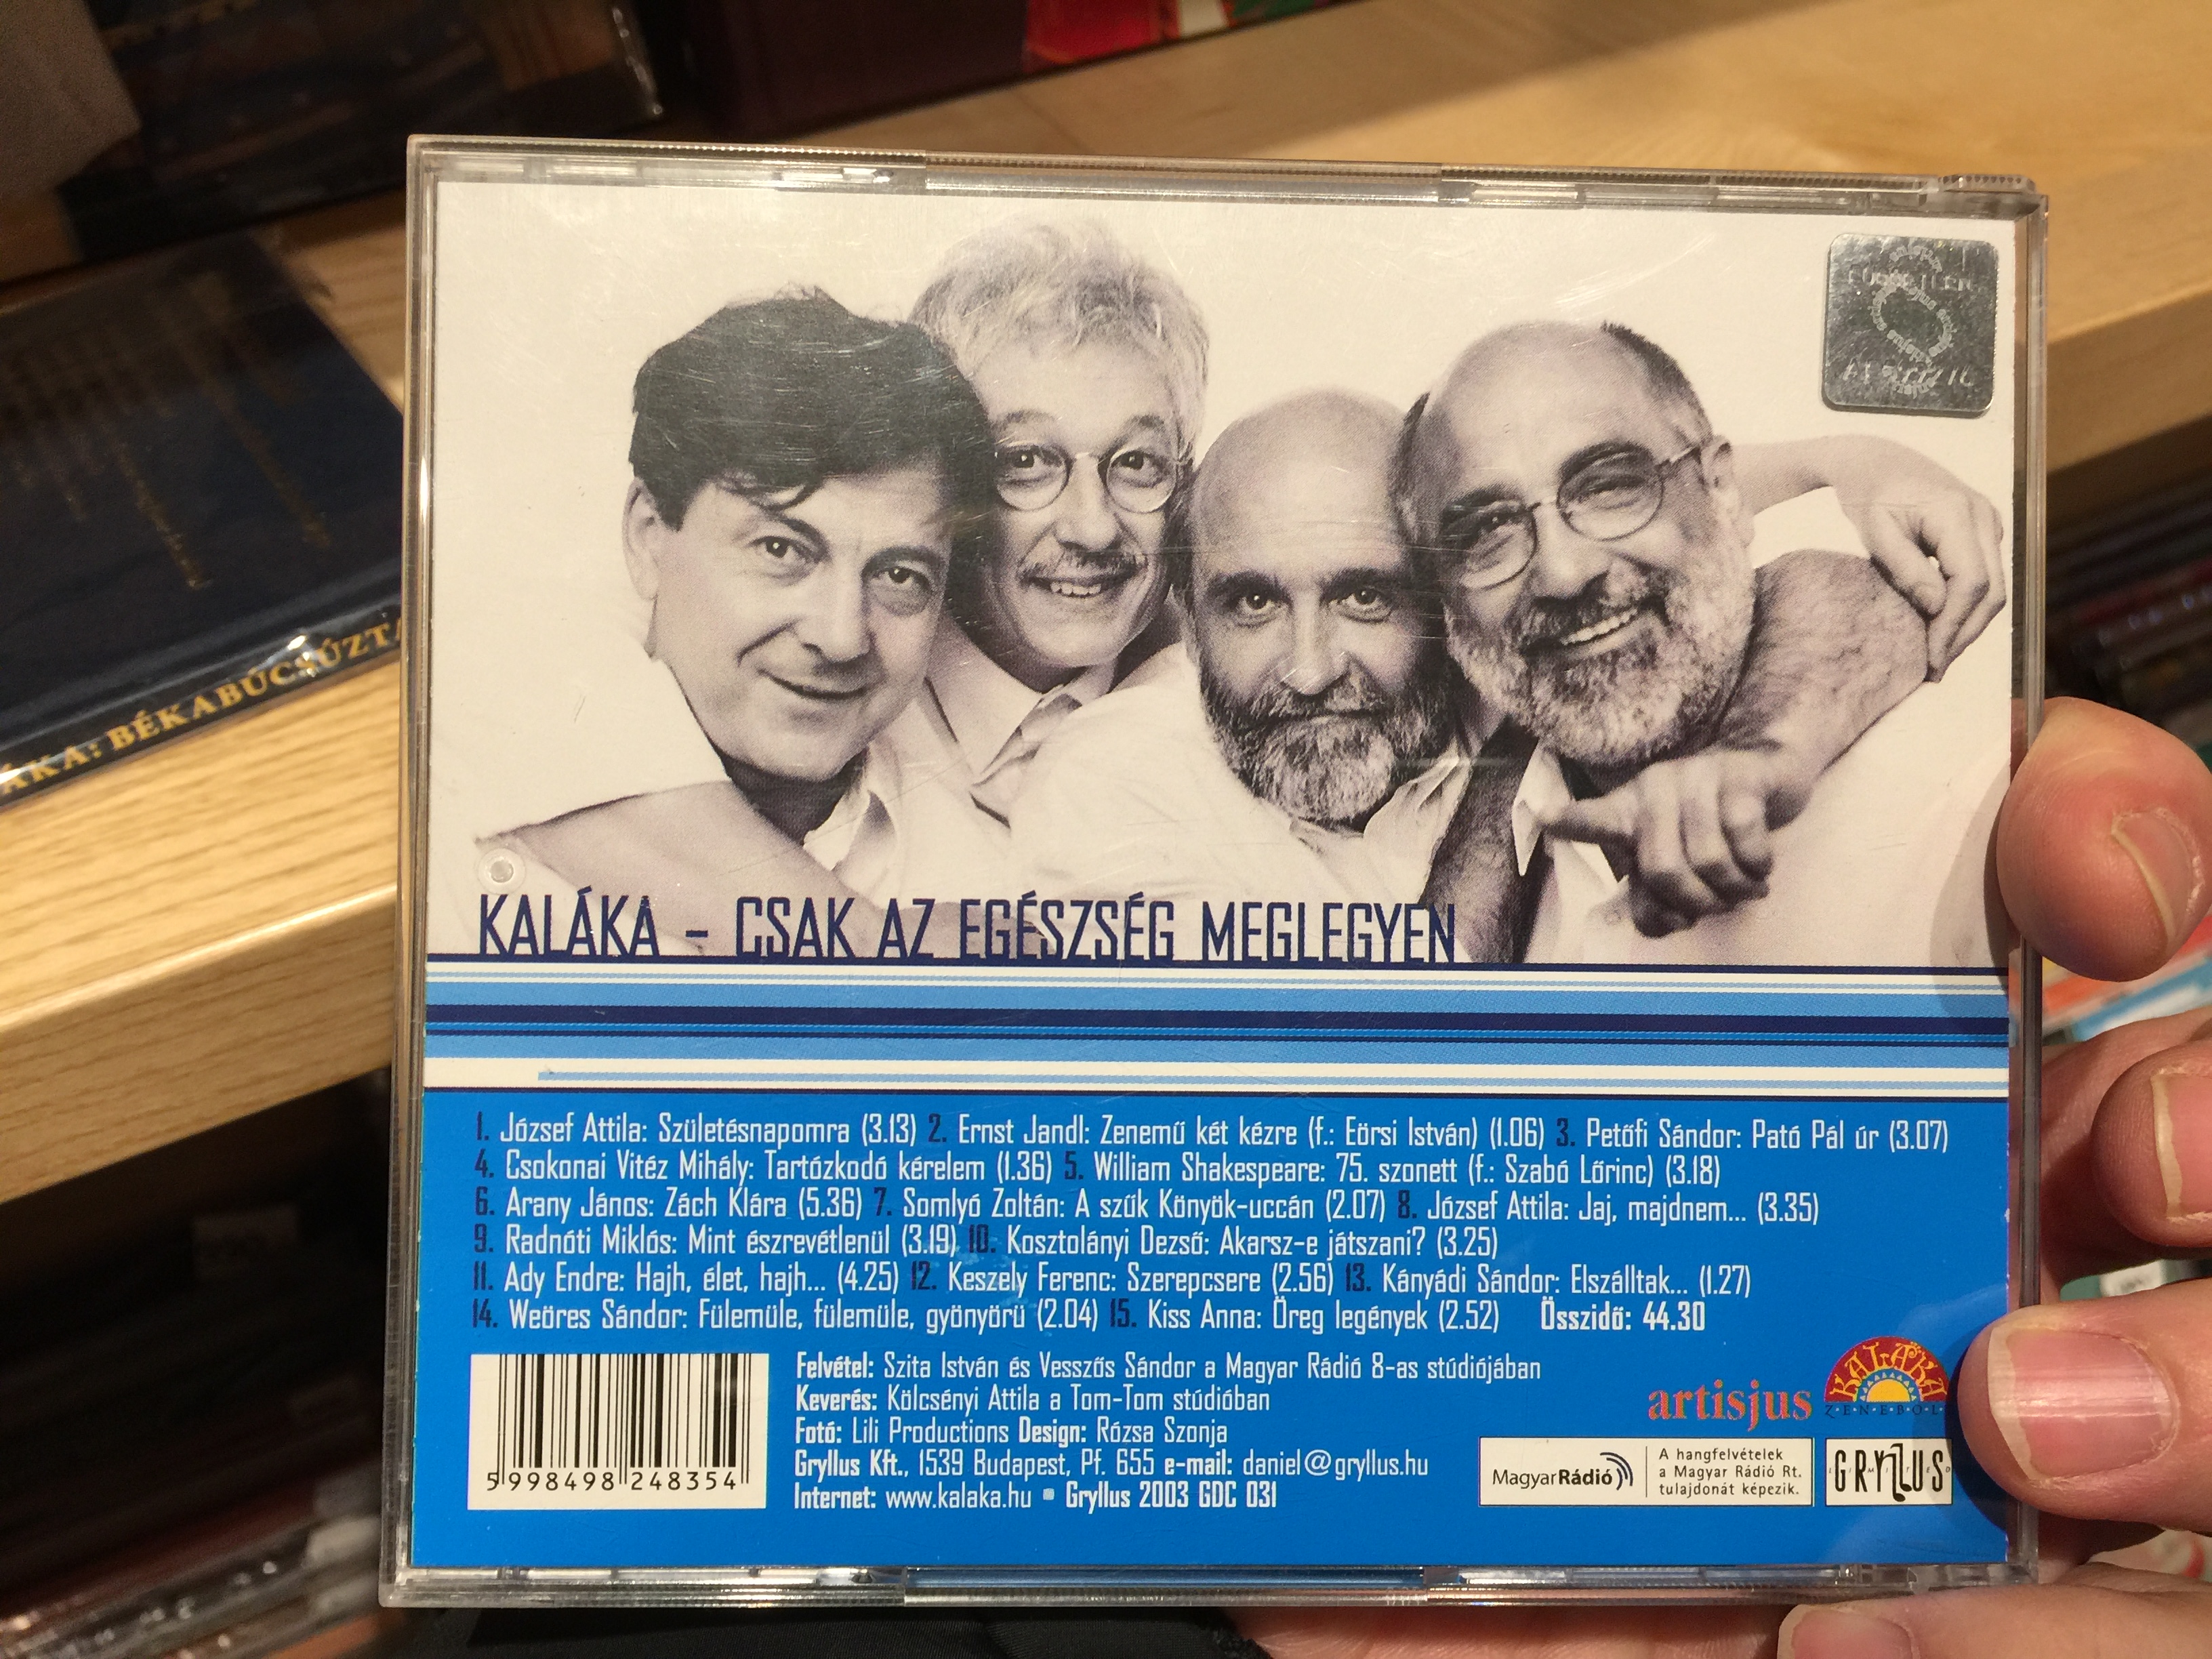 ÁKA: BÉKABÚCSÚZTA
KALÁKA – CSAK AZ EGÉSZSÉG MEGLEGYEN
1. József Attila: Születésnapomra (3.13) 2. Ernst Jandl: Zenemű két kézre (f.: Eörsi István) (1.06) 3. Petőfi Sándor: Pató Pál úr (3.07)
4. Csokonai Vitéz Mihály: Tartózkodó kérelem (1.36) 5. William Shakespeare: 75. szonett (f.: Szabó Lőrinc) (3.18)
6. Arany János: Zách Klára (5.36) 7. Somlyó Zoltán: A szűk Könyök-uccán (2.07) 8. József Attila: Jaj, majdnem... (3.35)
9. Radnóti Miklós: Mint észrevétlenül (3.19) 10. Kosztolányi Dezső: Akarsz-e játszani? (3.25)
11. Ady Endre: Hajh, élet, hajh... (4.25) 12. Keszely Ferenc: Szerepcsere (2.56) 13. Kányádi Sándor: Elszálltak... (1.27)
14. Weöres Sándor: Fülemüle, fülemüle, gyönyörü (2.04) 15. Kiss Anna: Öreg legények (2.52) Összidő: 44.30
Felvétel: Szita István és Vesszős Sándor a Magyar Rádió 8-as stúdiójában
Keverés: Kölcsényi Attila a Tom-Tom stúdióban
Fotó: Lili Productions Design: Rózsa Szonja
Gryllus Kft., 1539 Budapest, Pf. 655 e-mail: daniel@gryllus.hu
Internet: www.kalaka.hu • Gryllus 2003 GDC 031
5 998498 248354
artisjus
KALÁKA
ZENEBOL
MagyarRádió
A hangfelvételek
a Magyar Rádió Rt.
tulajdonát képezik.
GRYLLUS